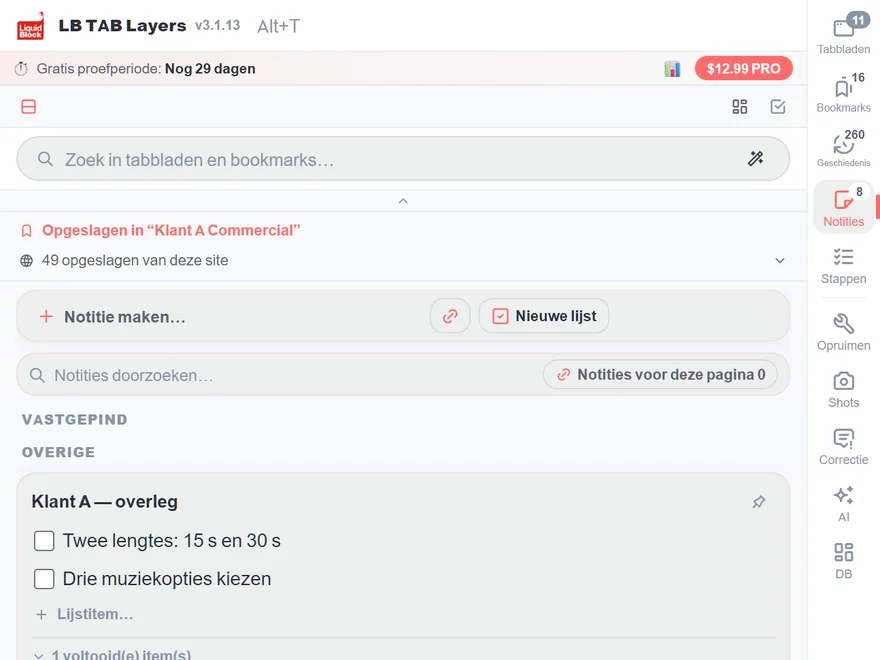 Liquid Block LB TAB Layers v3.1.13 Alt+T
Gratis proefperiode: Nog 29 dagen $12.99 PRO
Zoek in tabbladen en bookmarks…
Opgeslagen in “Klant A Commercial”
49 opgeslagen van deze site
Notitie maken… Nieuwe lijst
Notities doorzoeken… Notities voor deze pagina 0
VASTGEPIND
OVERIGE
Klant A — overleg
Twee lengtes: 15 s en 30 s
Drie muziekopties kiezen
Lijstitem…
1 voltooid(e) item(s)
11
Tabbladen
16
Bookmarks
260
Geschiedenis
8
Notities
Stappen
Opruimen
Shots
Correctie
AI
DB